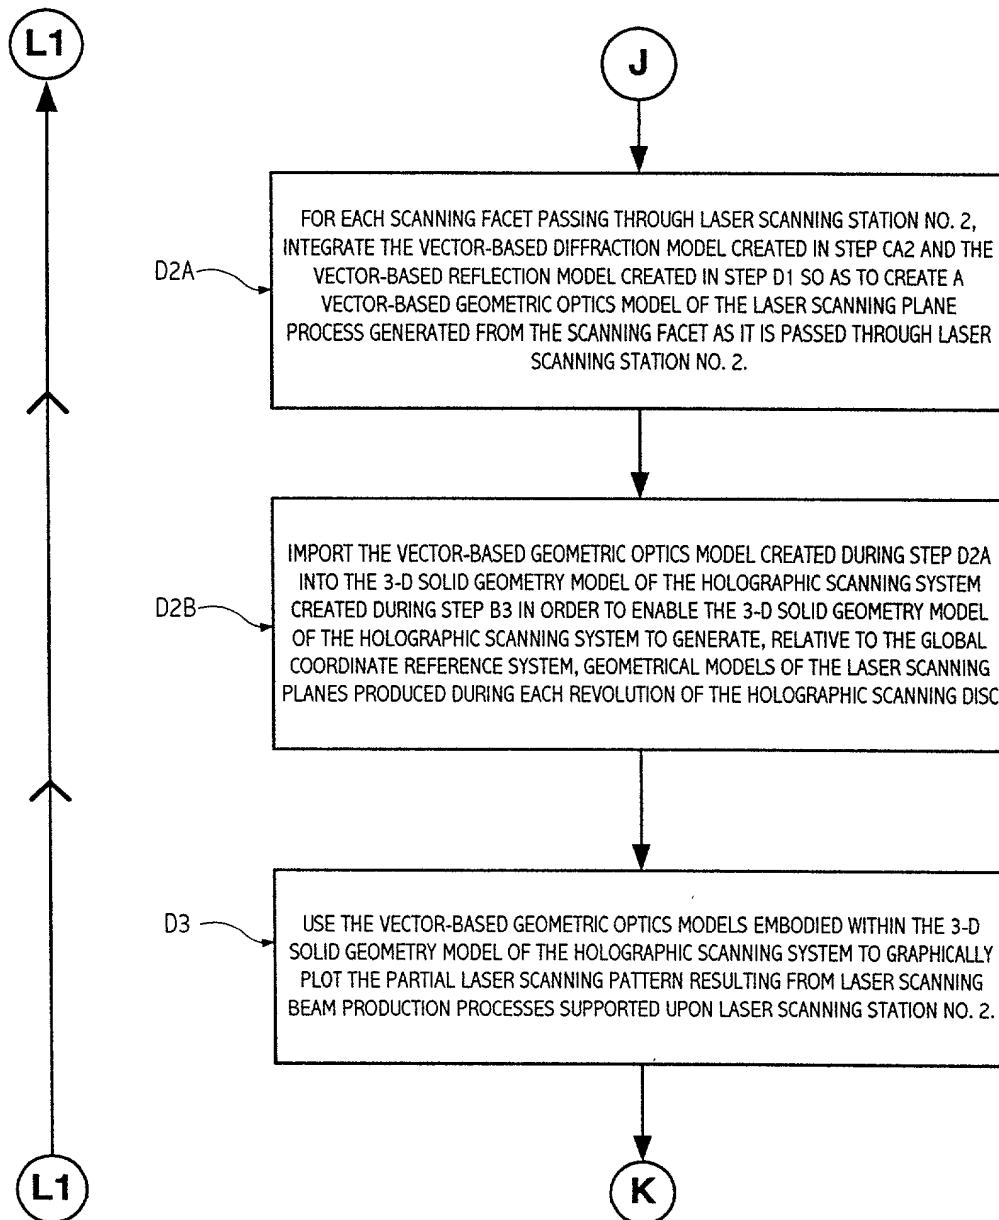 L1
J
D2A
FOR EACH SCANNING FACET PASSING THROUGH LASER SCANNING STATION NO. 2,
INTEGRATE THE VECTOR-BASED DIFFRACTION MODEL CREATED IN STEP CA2 AND THE
VECTOR-BASED REFLECTION MODEL CREATED IN STEP D1 SO AS TO CREATE A
VECTOR-BASED GEOMETRIC OPTICS MODEL OF THE LASER SCANNING PLANE
PROCESS GENERATED FROM THE SCANNING FACET AS IT IS PASSED THROUGH LASER
SCANNING STATION NO. 2.
D2B
IMPORT THE VECTOR-BASED GEOMETRIC OPTICS MODEL CREATED DURING STEP D2A
INTO THE 3-D SOLID GEOMETRY MODEL OF THE HOLOGRAPHIC SCANNING SYSTEM
CREATED DURING STEP B3 IN ORDER TO ENABLE THE 3-D SOLID GEOMETRY MODEL
OF THE HOLOGRAPHIC SCANNING SYSTEM TO GENERATE, RELATIVE TO THE GLOBAL
COORDINATE REFERENCE SYSTEM, GEOMETRICAL MODELS OF THE LASER SCANNING
PLANES PRODUCED DURING EACH REVOLUTION OF THE HOLOGRAPHIC SCANNING DISC
D3
USE THE VECTOR-BASED GEOMETRIC OPTICS MODELS EMBODIED WITHIN THE 3-D
SOLID GEOMETRY MODEL OF THE HOLOGRAPHIC SCANNING SYSTEM TO GRAPHICALLY
PLOT THE PARTIAL LASER SCANNING PATTERN RESULTING FROM LASER SCANNING
BEAM PRODUCTION PROCESSES SUPPORTED UPON LASER SCANNING STATION NO. 2.
L1
K